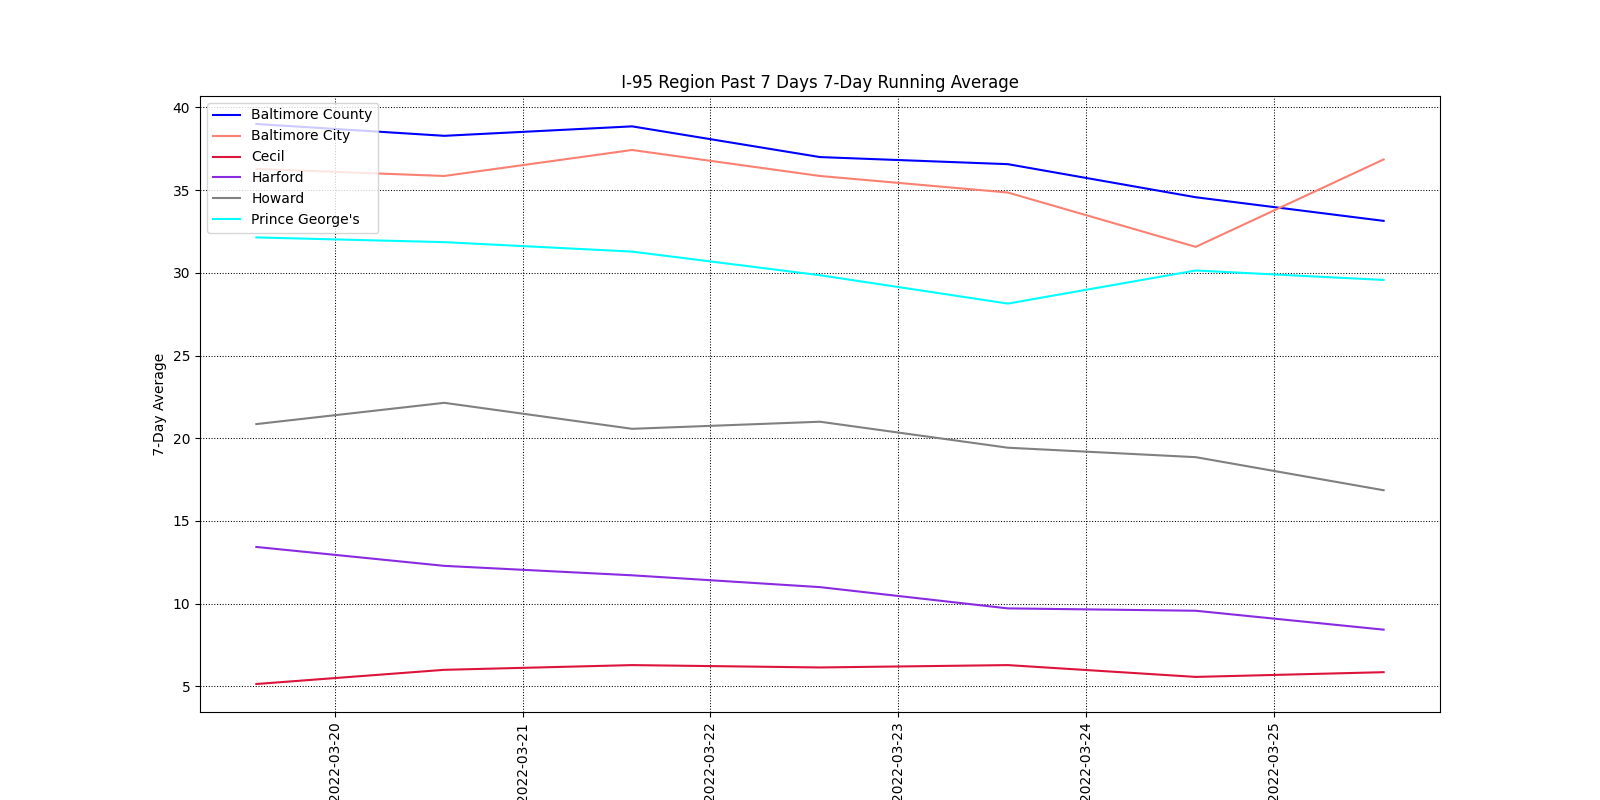 I-95 Region Past 7 Days 7-Day Running Average
40
35
30
25
20
15
10
5
7-Day Average
Baltimore County
Baltimore City
Cecil
Harford
Howard
Prince George's
2022-03-20
2022-03-21
2022-03-22
2022-03-23
2022-03-24
2022-03-25